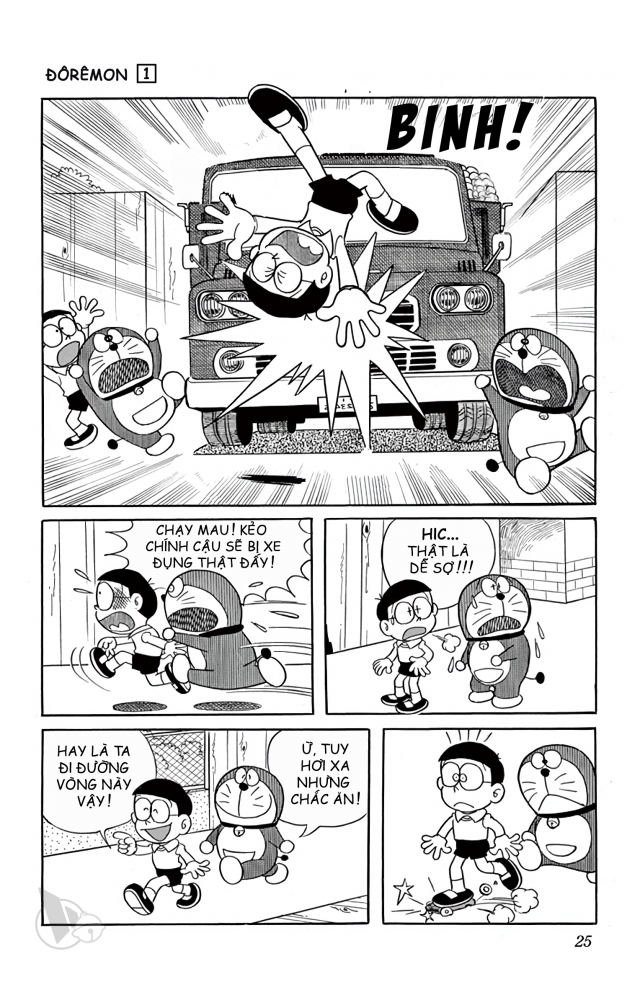 ĐÔRÊMON 1
BINH!
CHẠY MAU! KẺO
CHÍNH CẬU SẼ BỊ XE
ĐỤNG THẬT ĐẤY!
HIC...
THẬT LÀ
DỄ SỢ!!!
HAY LÀ TA
ĐI ĐƯỜNG
VÒNG NÀY
VẬY!
Ừ, TUY
HƠI XA
NHƯNG
CHẮC ĂN!
25